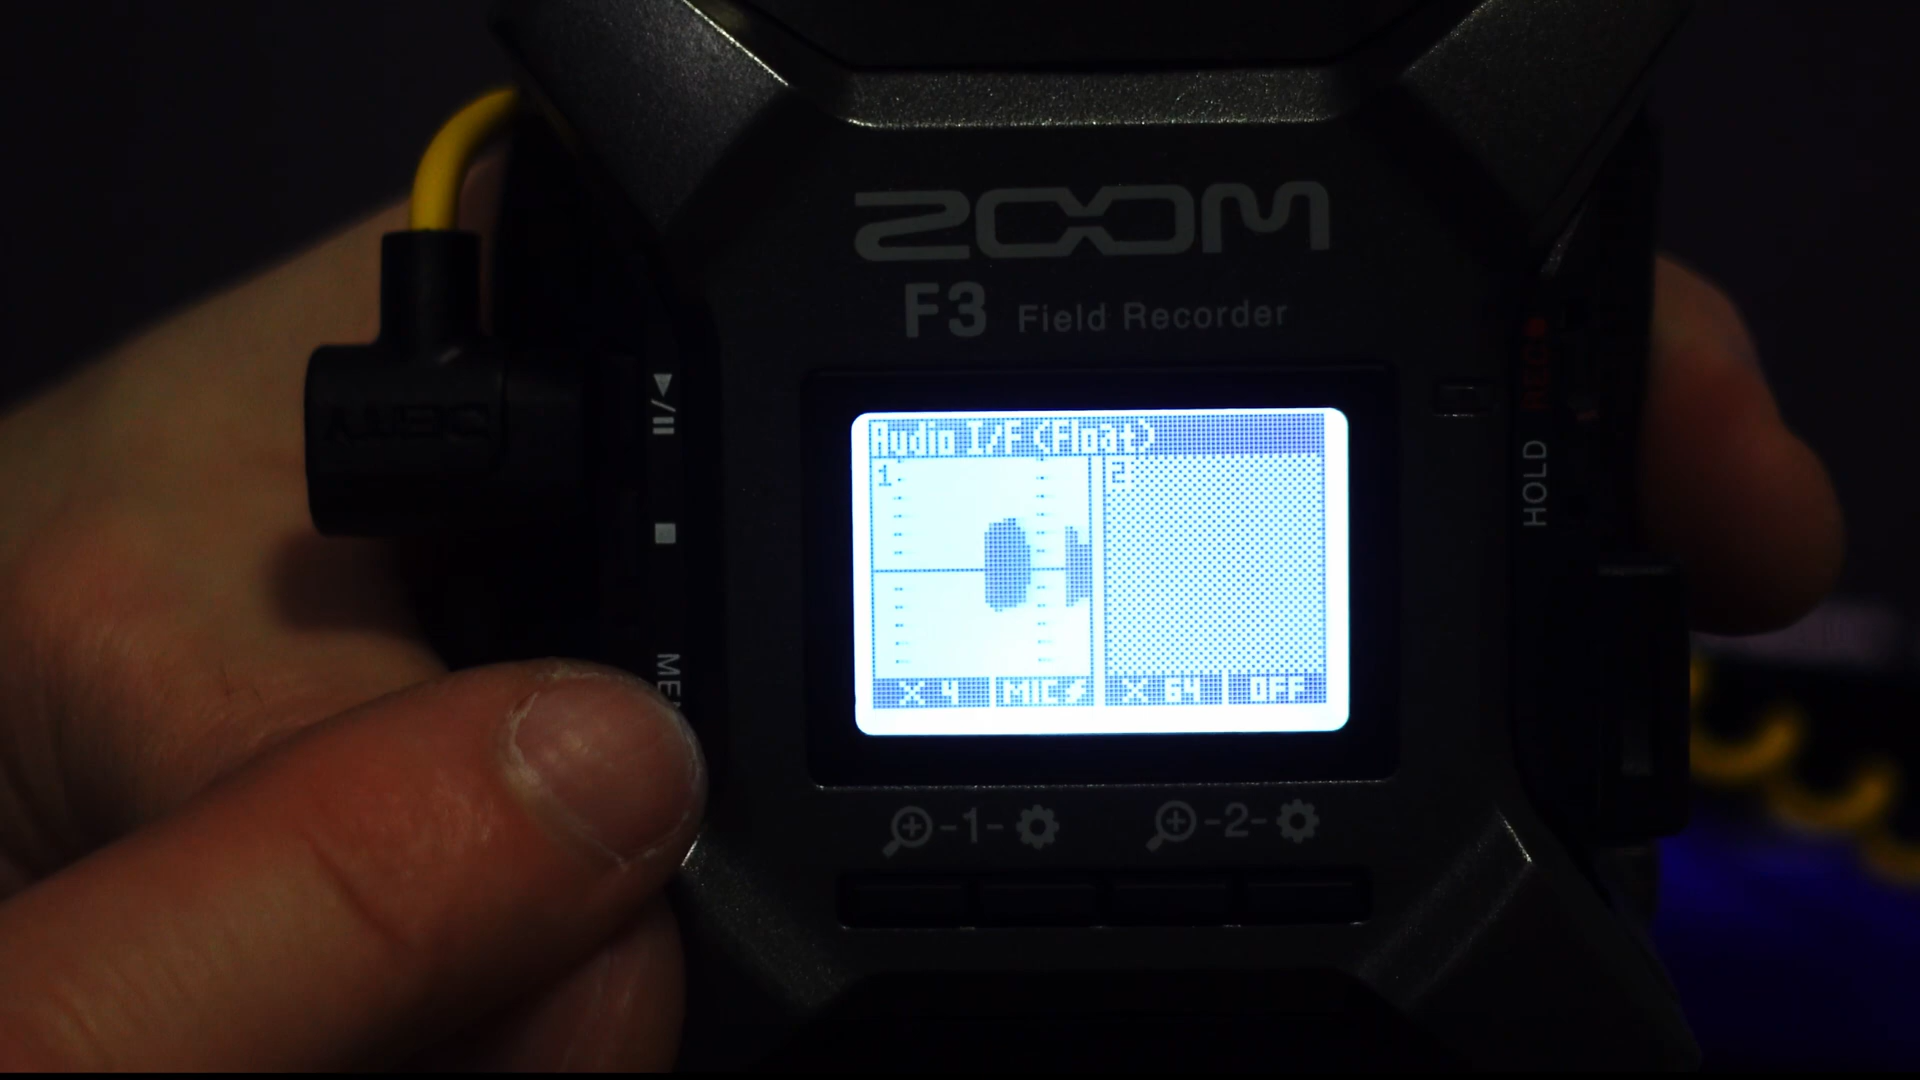 ZOOM
F3 Field Recorder
Audio I/F (Float)
1 2
X 4 MIC X 64 OFF
HOLD
-1- -2-